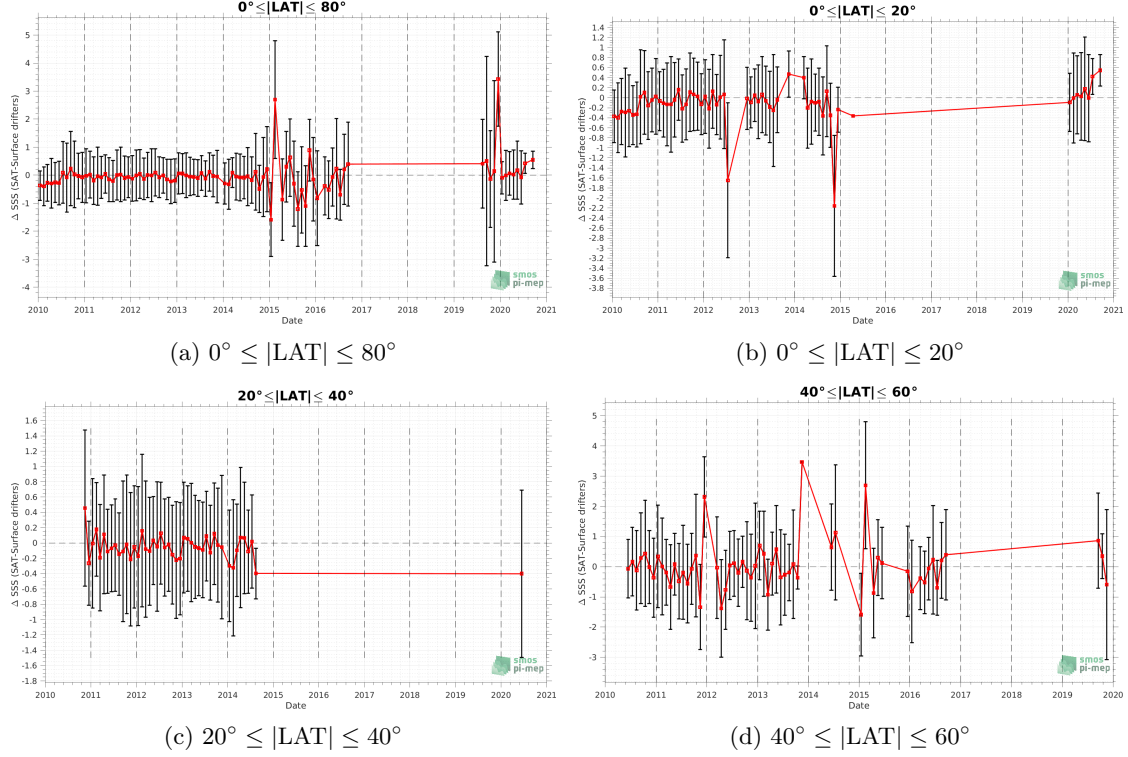 0°≤|LAT|≤ 80°
Δ SSS (SAT-Surface drifters)
5
4
3
2
1
0
-1
-2
-3
-4
2010 2011 2012 2013 2014 2015 2016 2017 2018 2019 2020 2021
Date
smos
pi-mep
(a) 0° ≤ |LAT| ≤ 80°
0°≤|LAT|≤ 20°
Δ SSS (SAT-Surface drifters)
1.4
1.2
1
0.8
0.6
0.4
0.2
0
-0.2
-0.4
-0.6
-0.8
-1
-1.2
-1.4
-1.6
-1.8
-2
-2.2
-2.4
-2.6
-2.8
-3
-3.2
-3.4
-3.6
-3.8
2010 2011 2012 2013 2014 2015 2016 2017 2018 2019 2020 2021
Date
smos
pi-mep
(b) 0° ≤ |LAT| ≤ 20°
20°≤|LAT|≤ 40°
Δ SSS (SAT-Surface drifters)
1.6
1.4
1.2
1
0.8
0.6
0.4
0.2
0
-0.2
-0.4
-0.6
-0.8
-1
-1.2
-1.4
-1.6
-1.8
2010 2011 2012 2013 2014 2015 2016 2017 2018 2019 2020 2021
Date
smos
pi-mep
(c) 20° ≤ |LAT| ≤ 40°
40°≤|LAT|≤ 60°
Δ SSS (SAT-Surface drifters)
5
4
3
2
1
0
-1
-2
-3
2010 2011 2012 2013 2014 2015 2016 2017 2018 2019 2020
Date
smos
pi-mep
(d) 40° ≤ |LAT| ≤ 60°